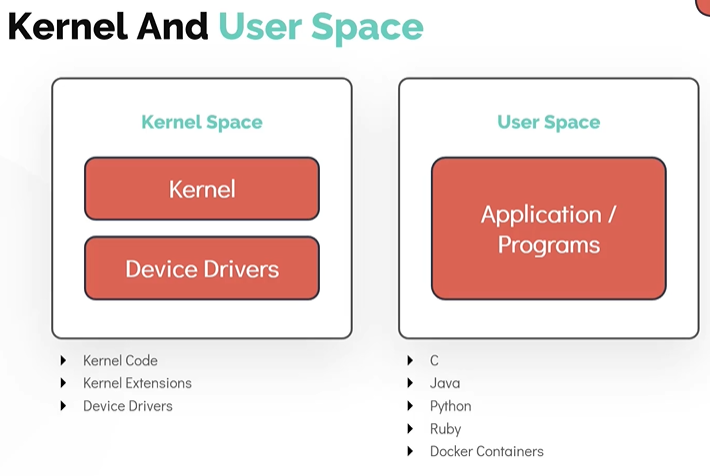 Kernel And User Space
Kernel Space
Kernel
Device Drivers
Kernel Code
Kernel Extensions
Device Drivers
User Space
Application /
Programs
C
Java
Python
Ruby
Docker Containers